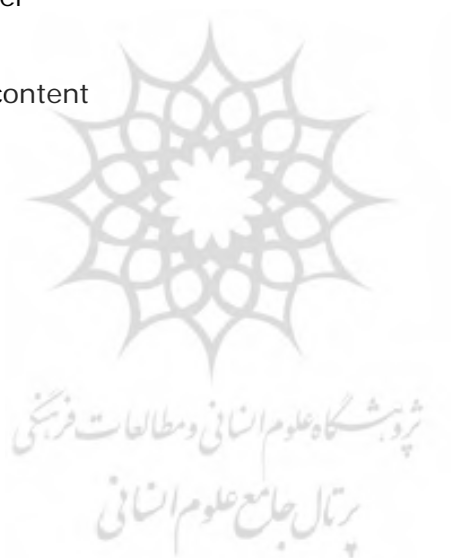 content
پژوهشگاه علوم انسانی و مطالعات فرهنگی
پرتال جامع علوم انسانی